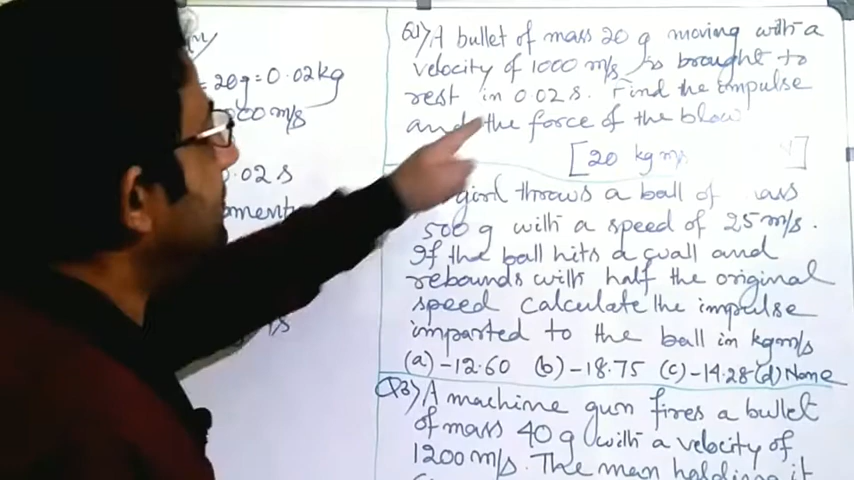 = 20g = 0.02kg
000 m/s
0.02 s
oment
/s
Q1) A bullet of mass 20 g moving with a
velocity of 1000 m/s is brought to
rest in 0.02 s. Find the impulse
and the force of the blow
[20 kg m/s ]
girl throws a ball of mass
500 g with a speed of 25 m/s.
If the ball hits a wall and
rebounds with half the original
speed calculate the impulse
imparted to the ball in kgm/s
(a) -12.60 (b) -18.75 (c) -14.28 (d) None
Q3) A machine gun fires a bullet
of mass 40 g with a velocity of
1200 m/s. The man holding it